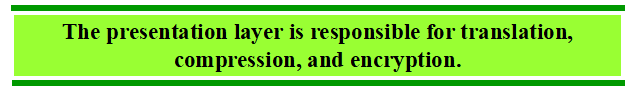 The presentation layer is responsible for translation,
compression, and encryption.